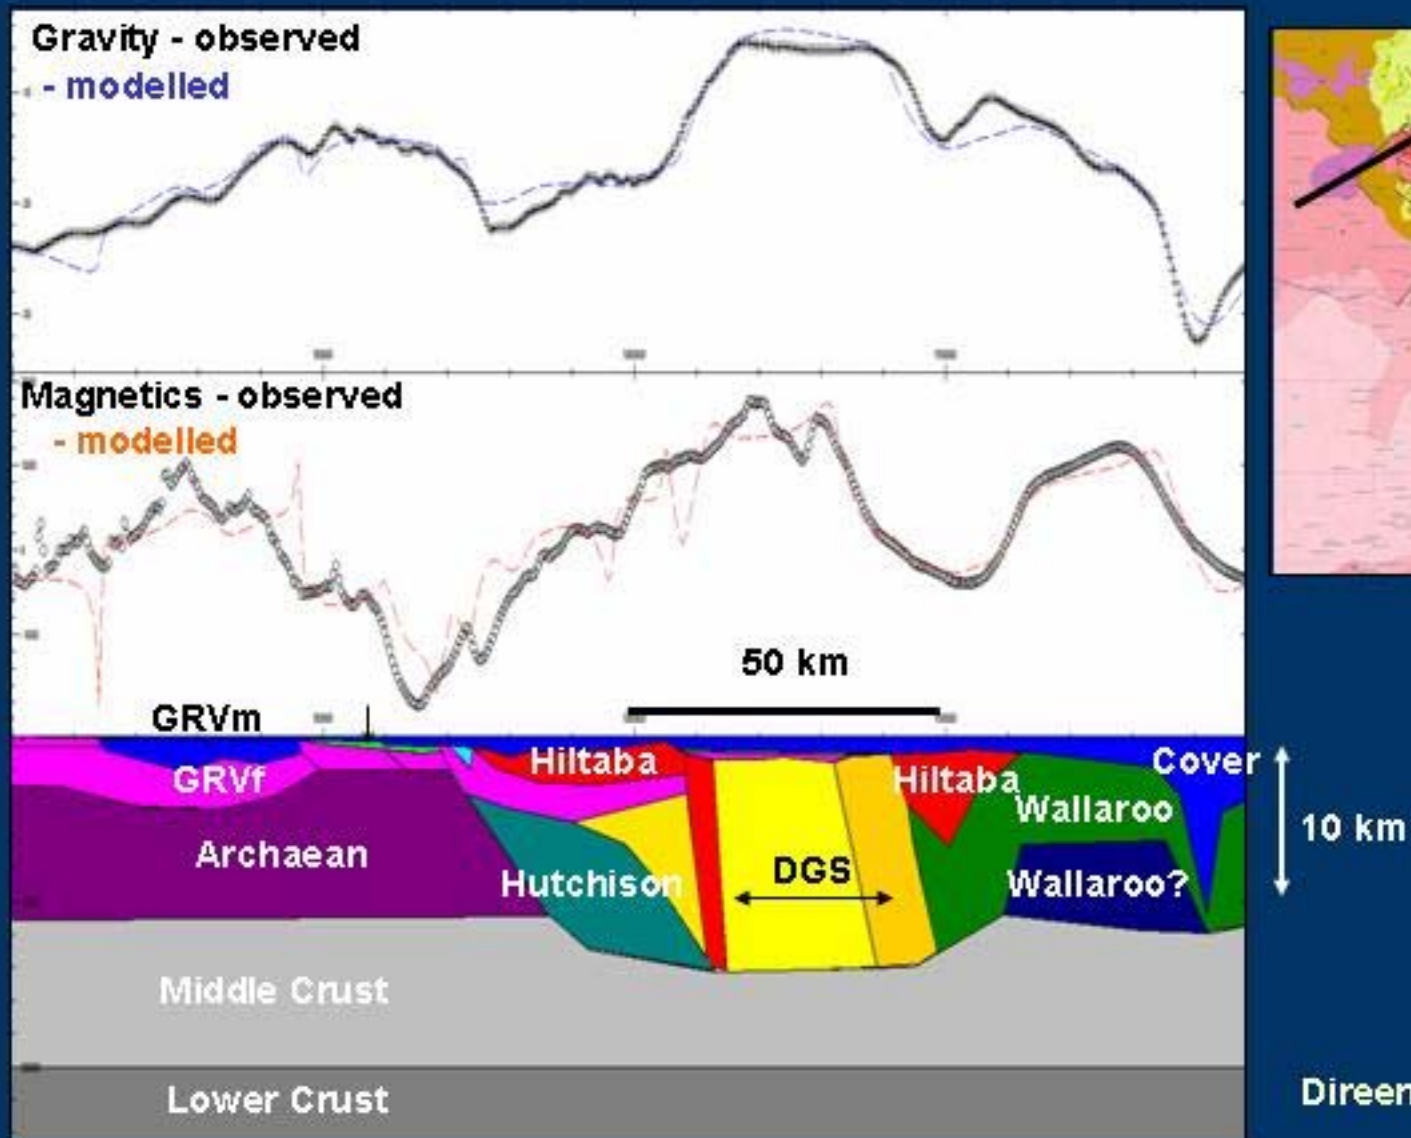 Gravity - observed
- modelled
Magnetics - observed
- modelled
50 km
GRVm
GRVf
Hiltaba
Hiltaba
Cover
Wallaroo
10 km
Archaean
DGS
Hutchison
Wallaroo?
Middle Crust
Lower Crust
Direen